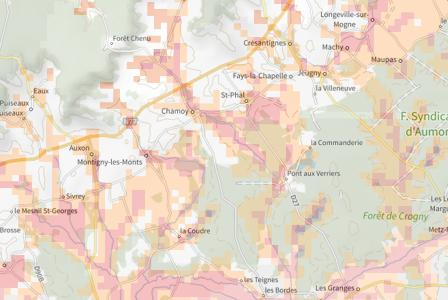 Longeville-sur-
Mogne
Forêt Chenu
Crésantignes
Machy
Maupas
Fays-la Chapelle
Jeugny
la Villeneuve
Eaux
St-Phal
Puiseaux
Chamoy
F. Syndica
d'Aumon
Auxon
la Commanderie
Montigny-les-Monts
Pont aux Verriers
Sivrey
le Mesnil St-Georges
Forêt de Crogny
Brosse
la Coudre
Metz-
les Teignes
les Bordes
Les Granges